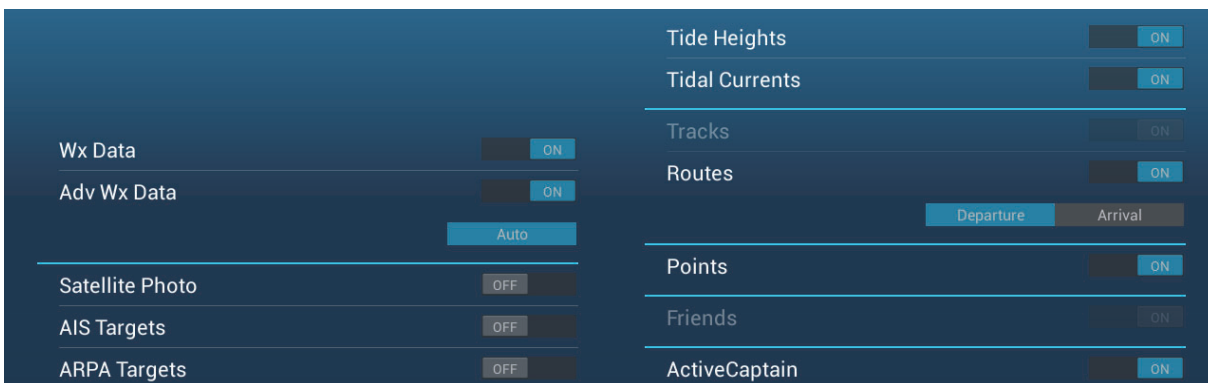 Wx Data ON
Adv Wx Data ON
Auto
Satellite Photo OFF
AIS Targets OFF
ARPA Targets OFF
Tide Heights ON
Tidal Currents ON
Tracks ON
Routes ON
Departure Arrival
Points ON
Friends ON
ActiveCaptain ON